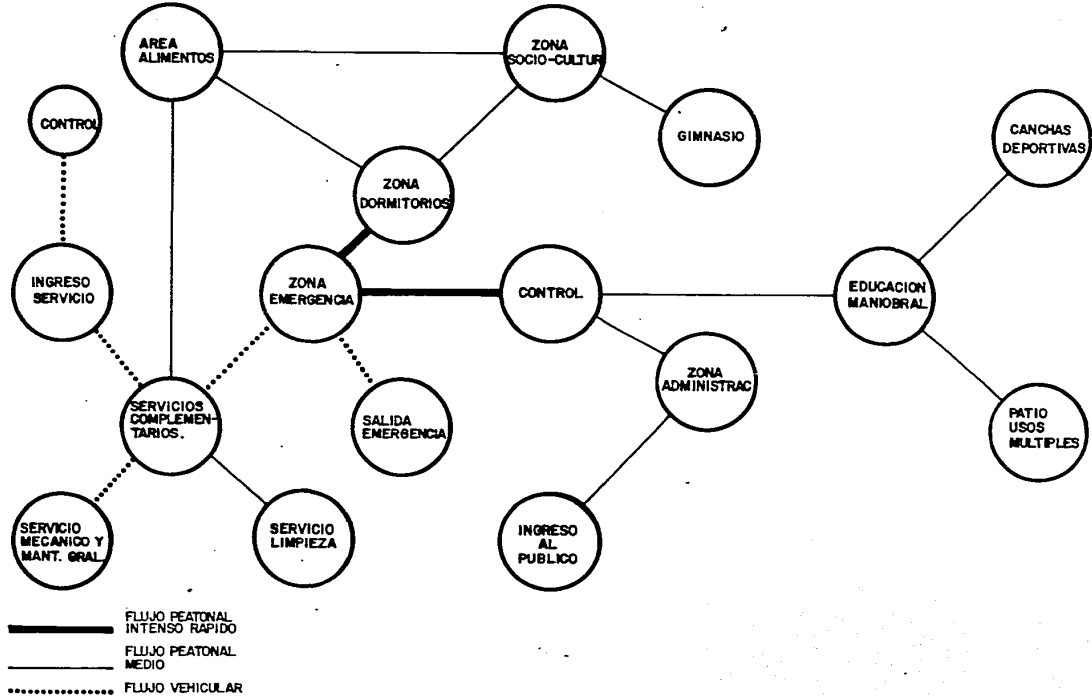 AREA
ALIMENTOS
ZONA
SOCIO-CULTUR
CONTROL
GIMNASIO
CANCHAS
DEPORTIVAS
ZONA
DORMITORIOS
INGRESO
SERVICIO
ZONA
EMERGENCIA
CONTROL
EDUCACION
MANIOBRAL
ZONA
ADMINISTRAC
SERVICIOS
COMPLEMEN-
TARIOS.
SALIDA
EMERGENCIA
PATIO
USOS
MULTIPLES
SERVICIO
MECANICO Y
MANT. GRAL.
SERVICIO
LIMPIEZA
INGRESO
AL
PUBLICO
FLUJO PEATONAL
INTENSO RAPIDO
FLUJO PEATONAL
MEDIO
FLUJO VEHICULAR